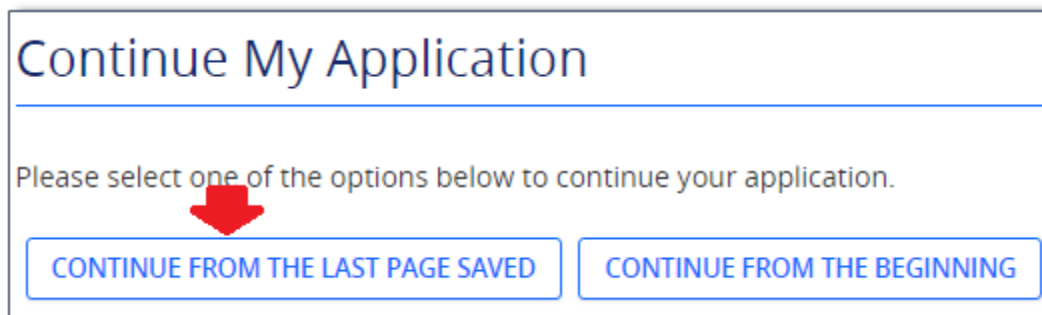 Continue My Application
Please select one of the options below to continue your application.
CONTINUE FROM THE LAST PAGE SAVED
CONTINUE FROM THE BEGINNING